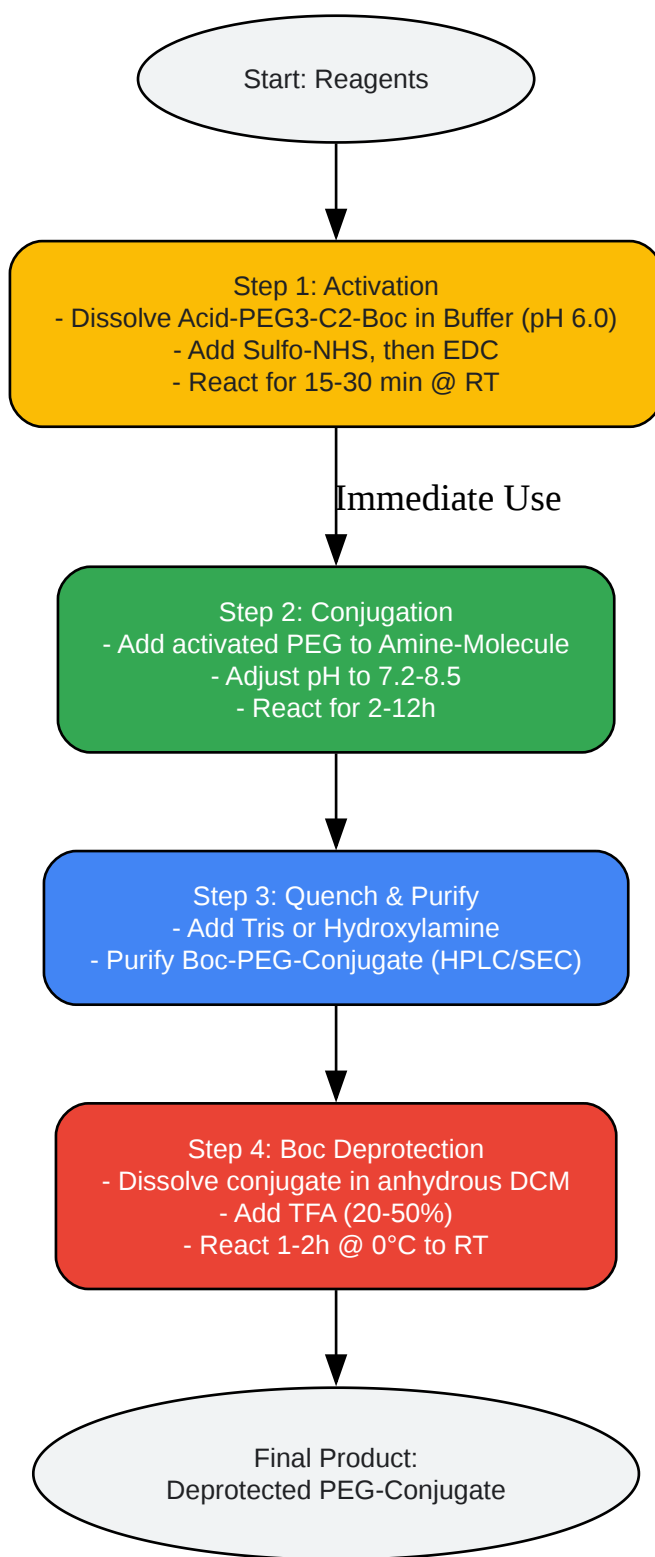 Start: Reagents
Step 1: Activation
- Dissolve Acid-PEG3-C2-Boc in Buffer (pH 6.0)
- Add Sulfo-NHS, then EDC
- React for 15-30 min @ RT
Immediate Use
Step 2: Conjugation
- Add activated PEG to Amine-Molecule
- Adjust pH to 7.2-8.5
- React for 2-12h
Step 3: Quench & Purify
- Add Tris or Hydroxylamine
- Purify Boc-PEG-Conjugate (HPLC/SEC)
Step 4: Boc Deprotection
- Dissolve conjugate in anhydrous DCM
- Add TFA (20-50%)
- React 1-2h @ 0°C to RT
Final Product:
Deprotected PEG-Conjugate